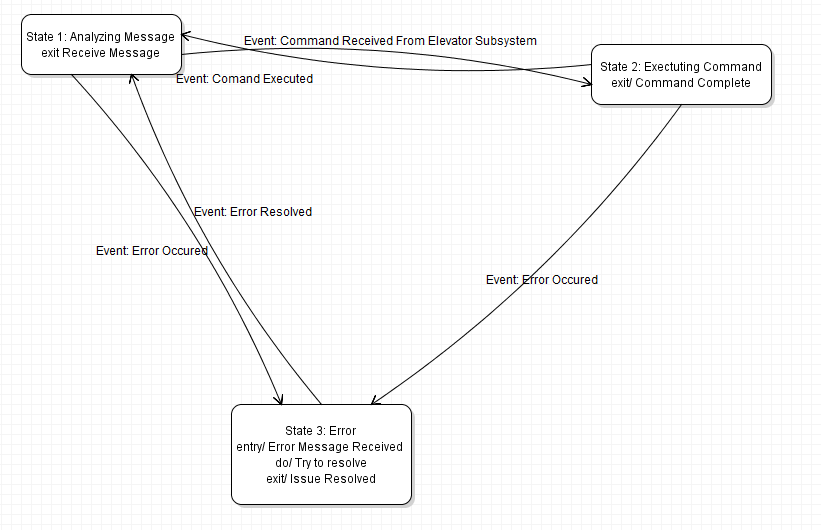 State 1: Analyzing Message
exit Receive Message
Event: Command Received From Elevator Subsystem
State 2: Exectuting Command
exit/ Command Complete
Event: Comand Executed
Event: Error Resolved
Event: Error Occured
Event: Error Occured
State 3: Error
entry/ Error Message Received
do/ Try to resolve
exit/ Issue Resolved